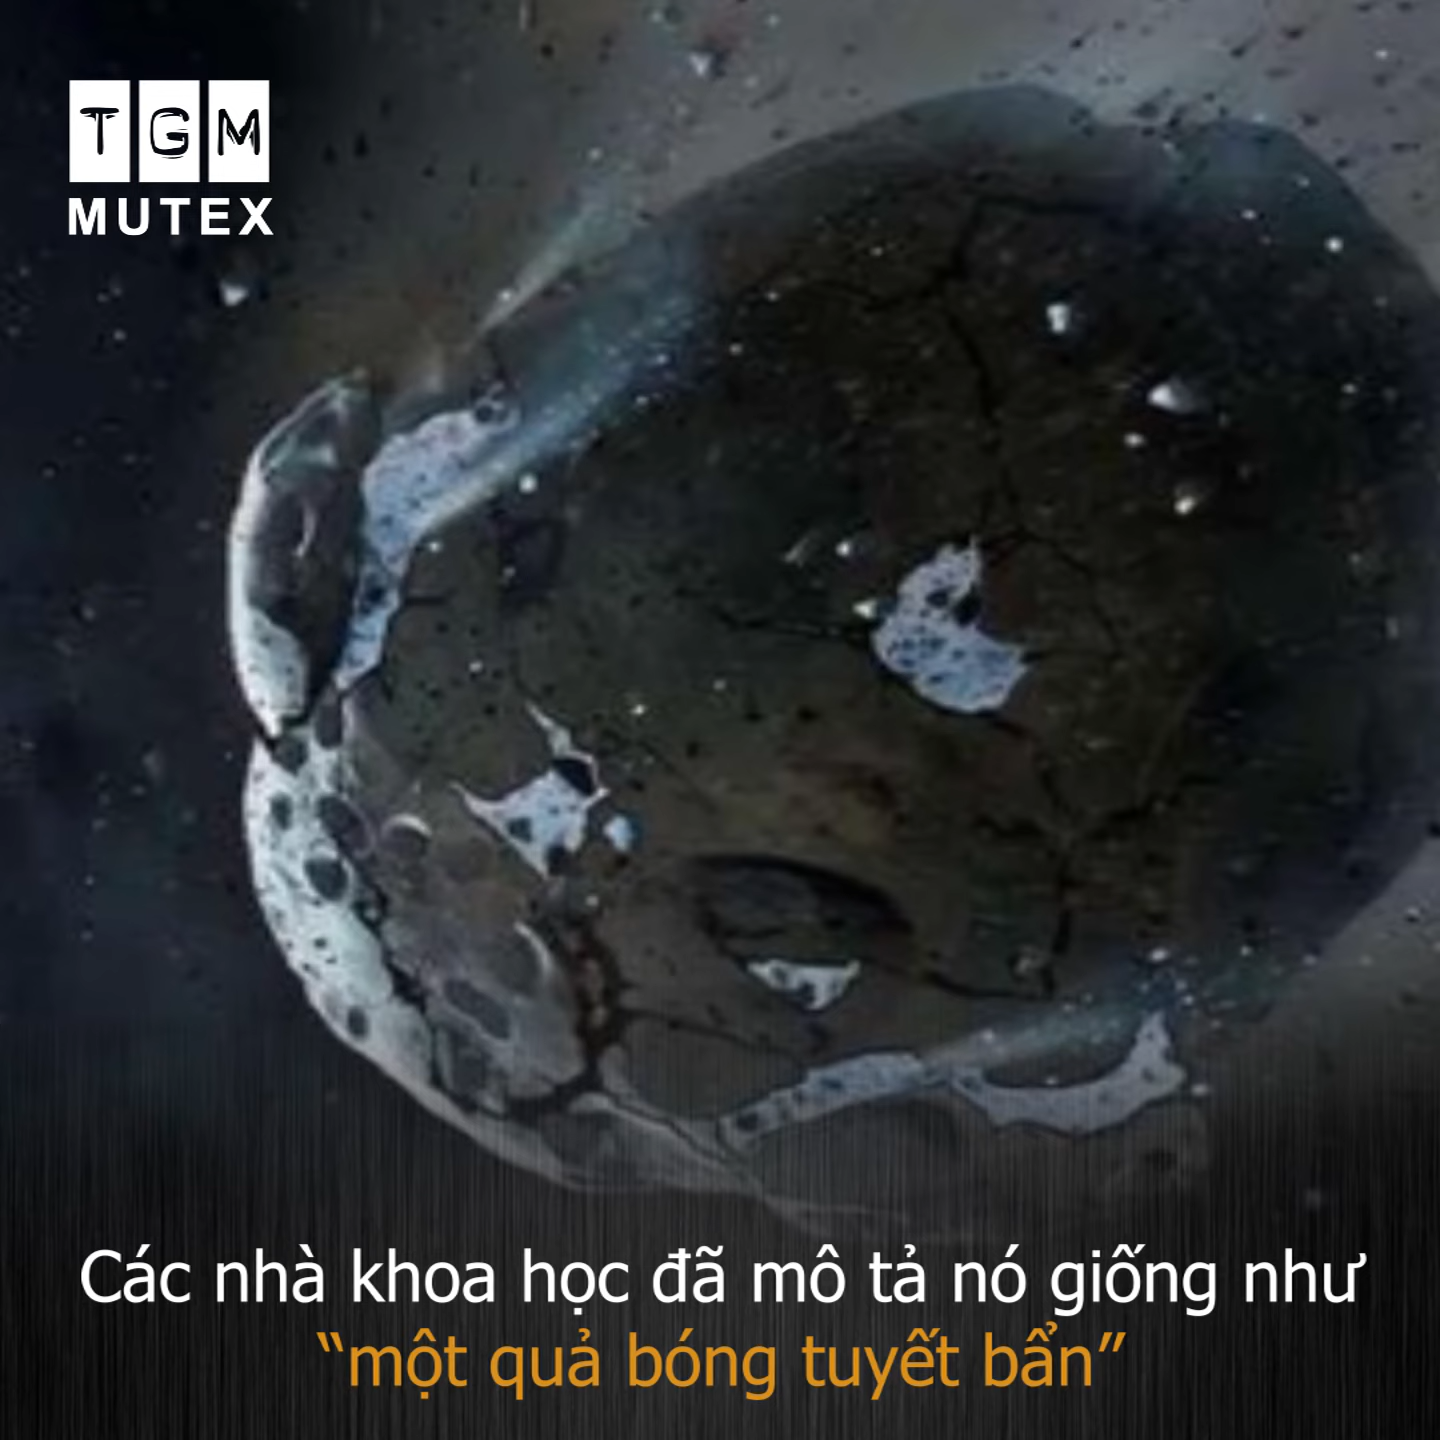 TGM
MUTEX
Các nhà khoa học đã mô tả nó giống như
“một quả bóng tuyết bẩn”